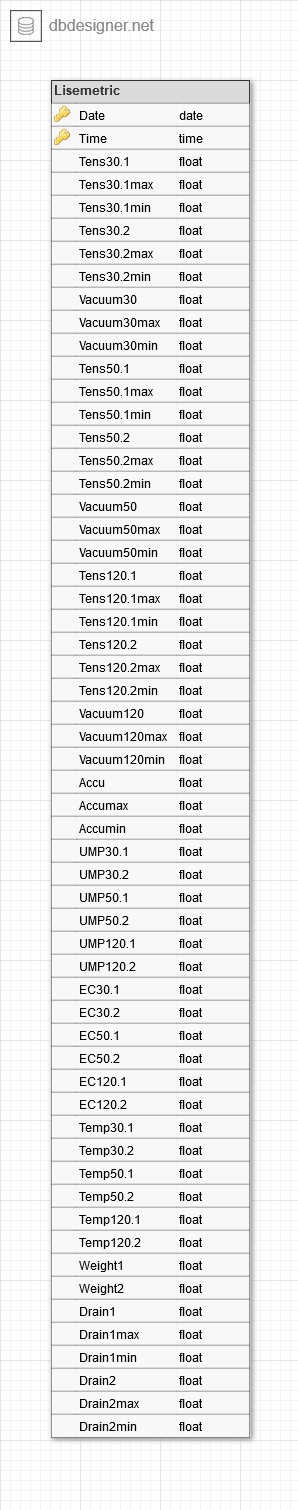 dbdesigner.net
Lisemetric
Date date
Time time
Tens30.1 float
Tens30.1max float
Tens30.1min float
Tens30.2 float
Tens30.2max float
Tens30.2min float
Vacuum30 float
Vacuum30max float
Vacuum30min float
Tens50.1 float
Tens50.1max float
Tens50.1min float
Tens50.2 float
Tens50.2max float
Tens50.2min float
Vacuum50 float
Vacuum50max float
Vacuum50min float
Tens120.1 float
Tens120.1max float
Tens120.1min float
Tens120.2 float
Tens120.2max float
Tens120.2min float
Vacuum120 float
Vacuum120max float
Vacuum120min float
Accu float
Accumax float
Accumin float
UMP30.1 float
UMP30.2 float
UMP50.1 float
UMP50.2 float
UMP120.1 float
UMP120.2 float
EC30.1 float
EC30.2 float
EC50.1 float
EC50.2 float
EC120.1 float
EC120.2 float
Temp30.1 float
Temp30.2 float
Temp50.1 float
Temp50.2 float
Temp120.1 float
Temp120.2 float
Weight1 float
Weight2 float
Drain1 float
Drain1max float
Drain1min float
Drain2 float
Drain2max float
Drain2min float